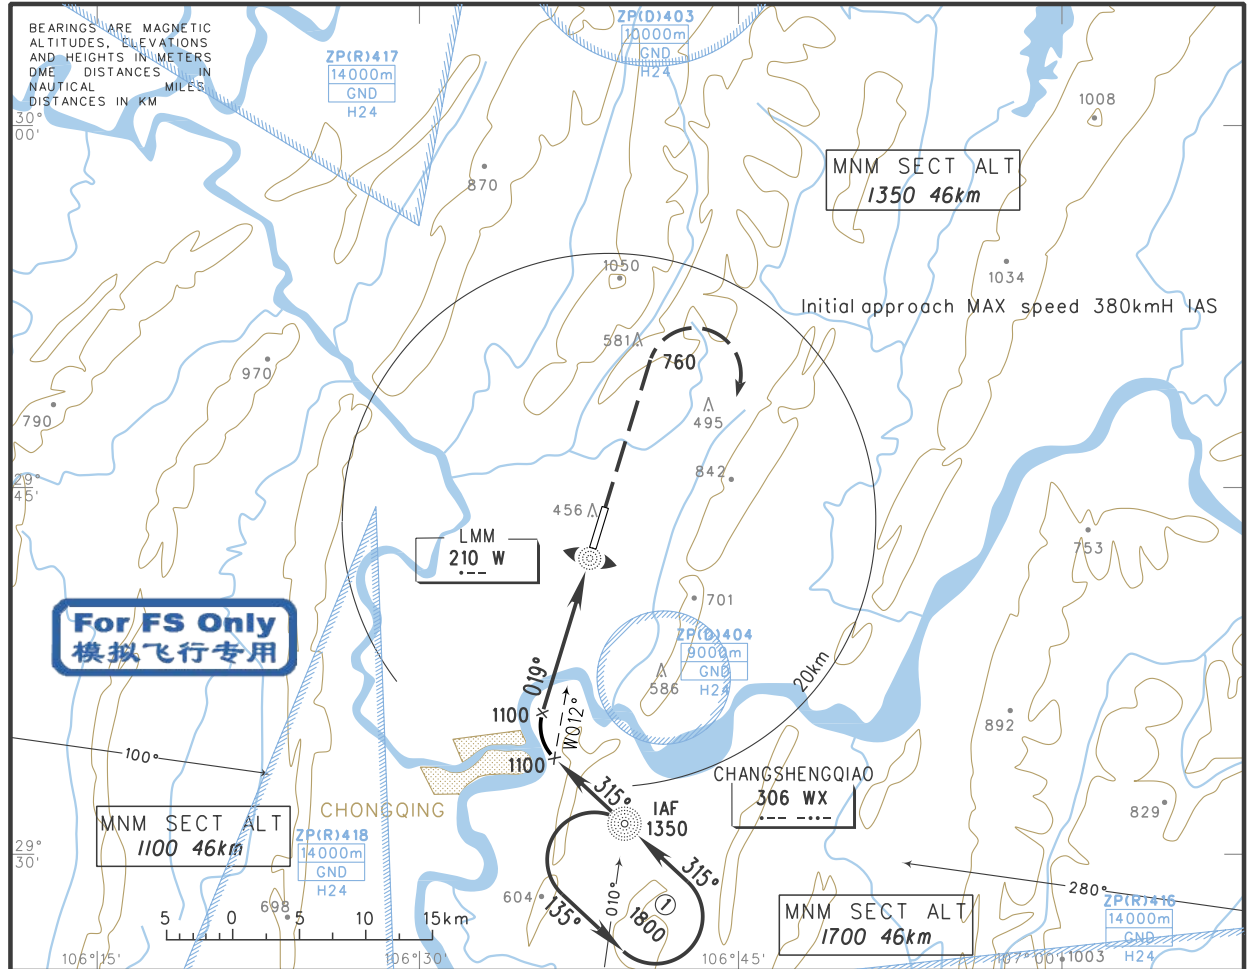 BEARINGS ARE MAGNETIC
ALTITUDES, ELEVATIONS
AND HEIGHTS IN METERS
DME DISTANCES IN
NAUTICAL MILES
DISTANCES IN KM
ZP(R)417
14000m
GND
H24
ZP(D)403
10000m
GND
H24
30°
00'
1008
870
MNM SECT ALT
1350 46km
1034
1050
Initial approach MAX speed 380kmH IAS
581
760
970
790
495
842
29°
45'
456
LMM
210 W
·——
753
For FS Only
模拟飞行专用
701
ZP(D)404
9000m
GND
H24
586
20km
019°
1100
W012°
892
1100
100°
315°
CHANGSHENGQIAO
306 WX
·—— —··—
IAF
1350
CHONGQING
829
MNM SECT ALT
1100 46km
ZP(R)418
14000m
GND
H24
29°
30'
315°
280°
604
135°
010°
1
1800
MNM SECT ALT
1700 46km
ZP(R)416
14000m
GND
H24
698
5 0 5 10 15km
106°15'
106°30'
106°45'
107°00'
1003